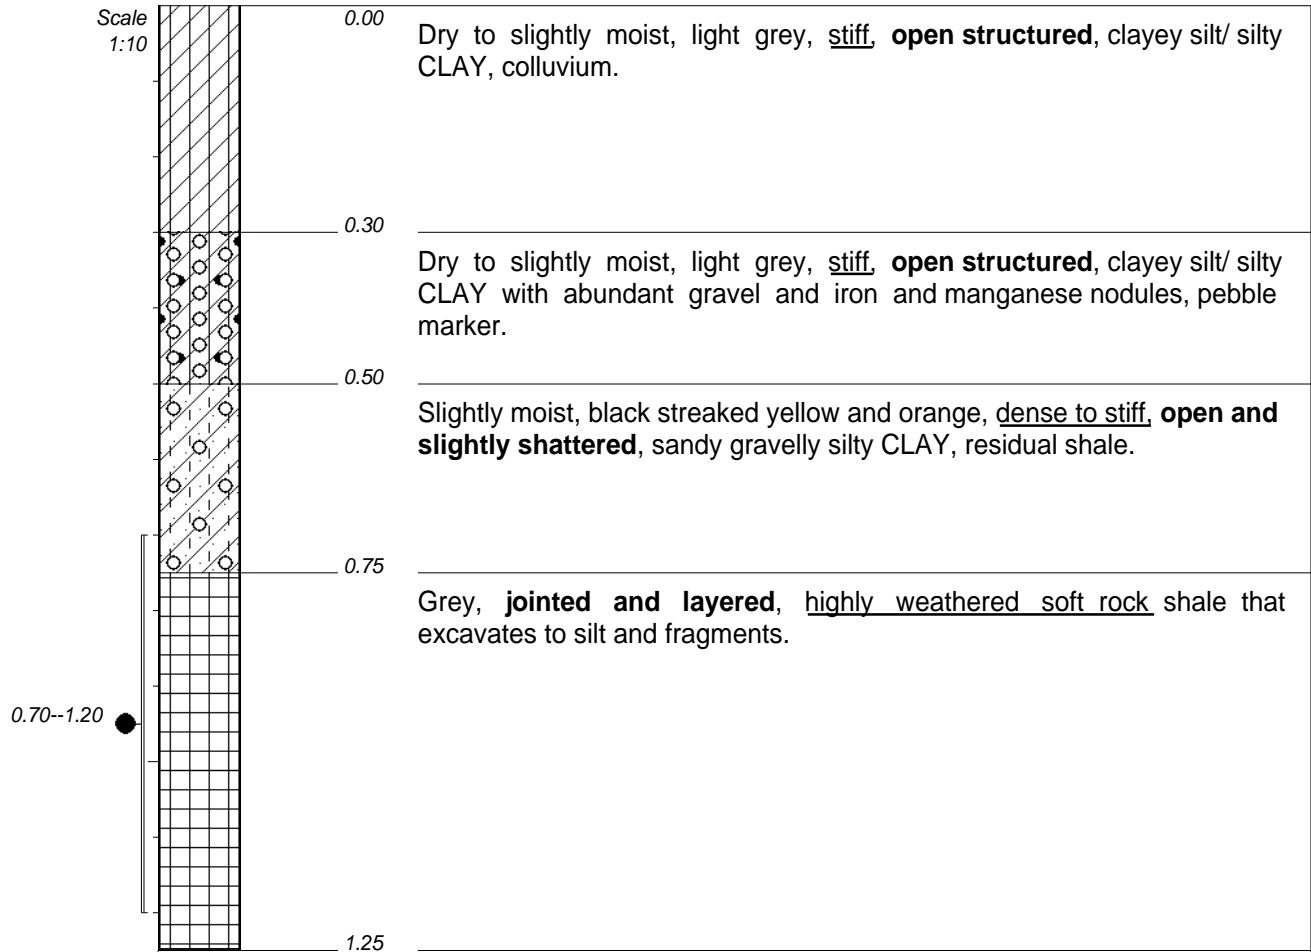 Scale
1:10
0.00
Dry to slightly moist, light grey, stiff, open structured, clayey silt/ silty
CLAY, colluvium.
0.30
Dry to slightly moist, light grey, stiff, open structured, clayey silt/ silty
CLAY with abundant gravel and iron and manganese nodules, pebble
marker.
0.50
Slightly moist, black streaked yellow and orange, dense to stiff, open and
slightly shattered, sandy gravelly silty CLAY, residual shale.
0.75
Grey, jointed and layered, highly weathered soft rock shale that
excavates to silt and fragments.
0.70--1.20
1.25